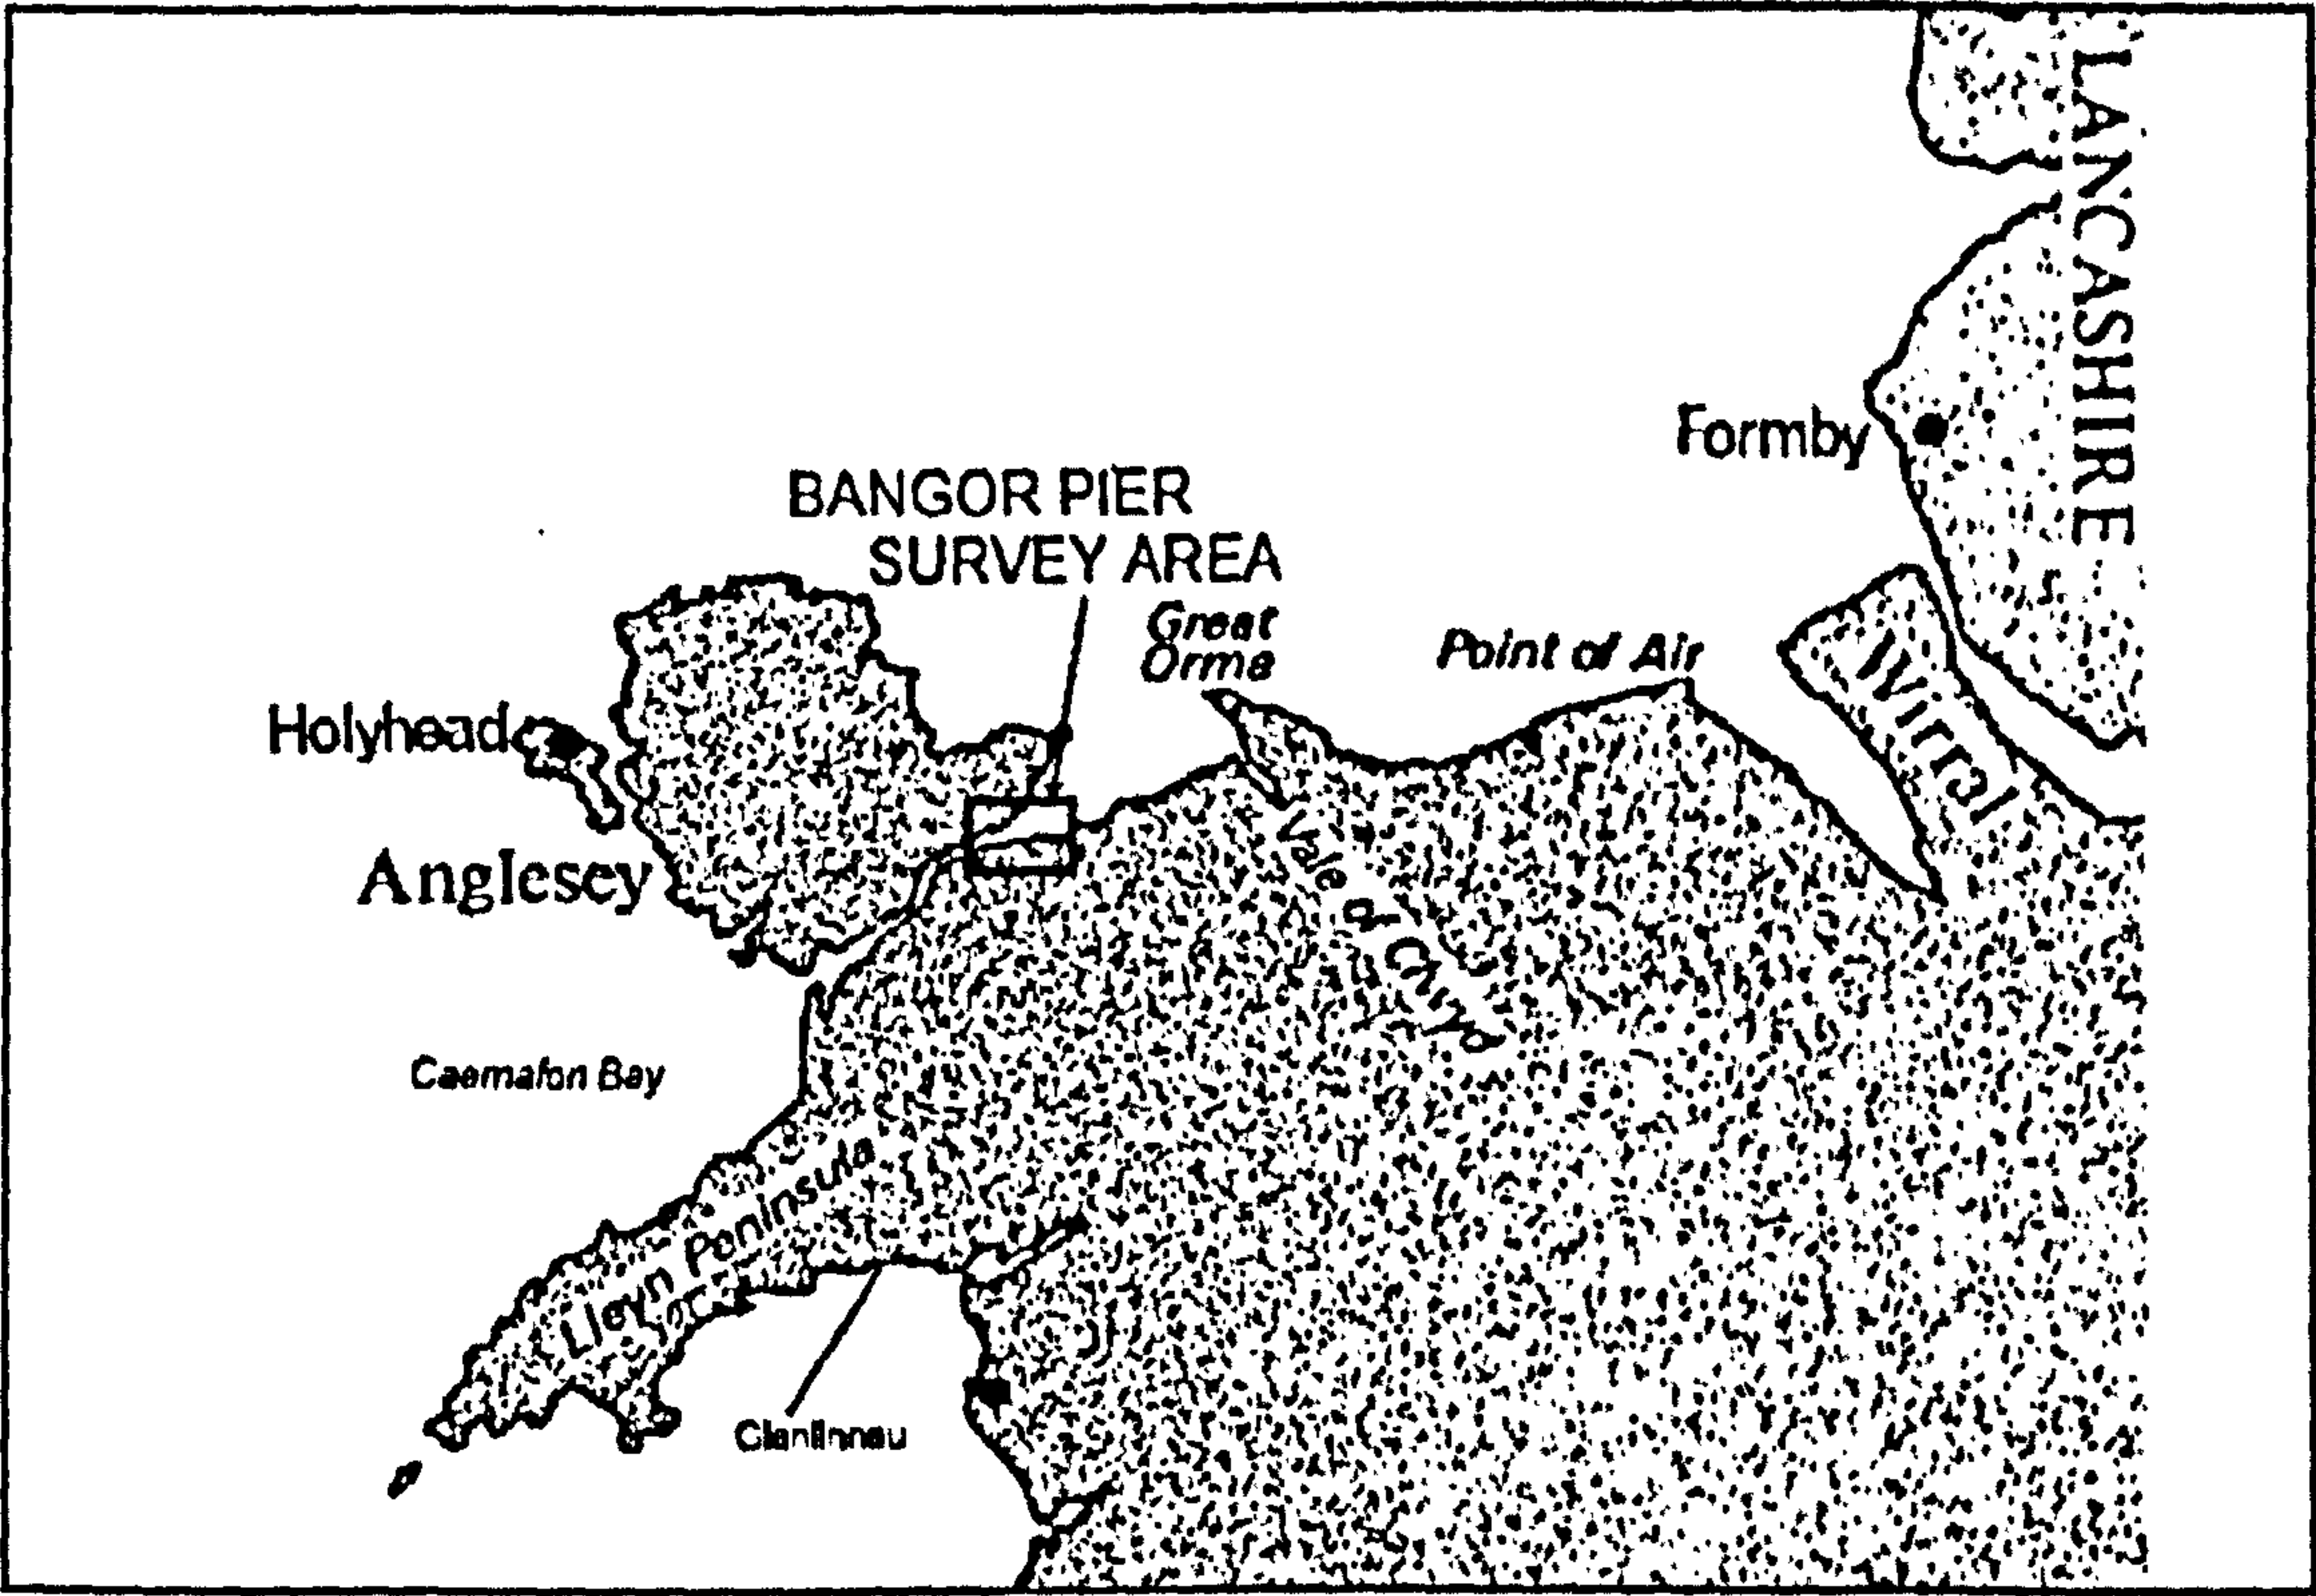 LANCASHIRE
Formby
BANGOR PIER
SURVEY AREA
Great
Orme
Point of Air
Wirral
Holyhead
Anglesey
Vale of Clwyd
Caernafon Bay
Lleyn Peninsula